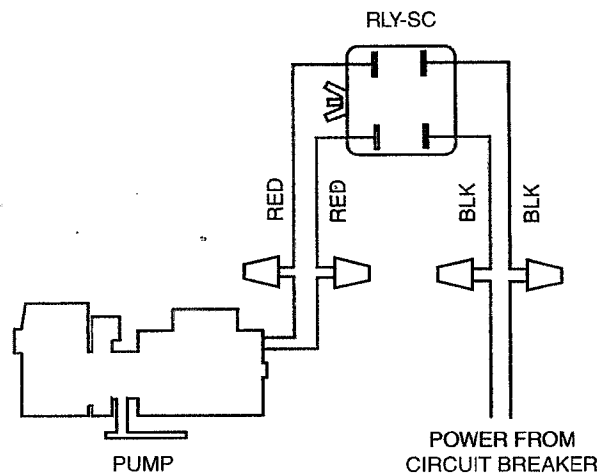 RLY-SC
RED
RED
BLK
BLK
PUMP
POWER FROM
CIRCUIT BREAKER